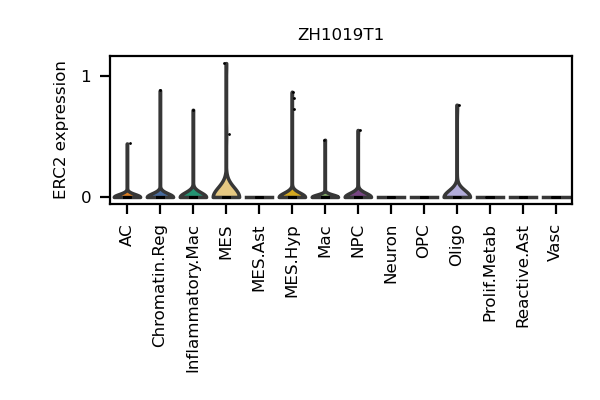 ZH1019T1
ERC2 expression
1
0
AC
Chromatin.Reg
Inflammatory.Mac
MES
MES.Ast
MES.Hyp
Mac
NPC
Neuron
OPC
Oligo
Prolif.Metab
Reactive.Ast
Vasc